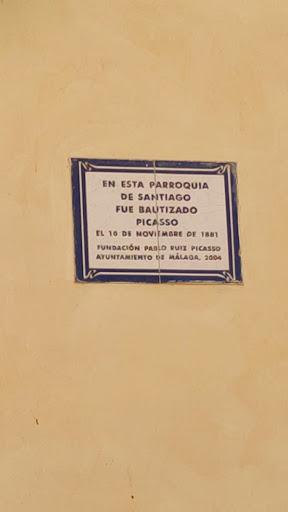 EN ESTA PARROQUIA
DE SANTIAGO
FUE BAUTIZADO
PICASSO
EL 10 DE NOVIEMBRE DE 1881
FUNDACIÓN PABLO RUIZ PICASSO
AYUNTAMIENTO DE MÁLAGA, 2004